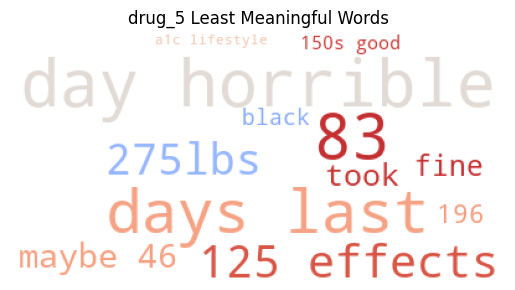 drug_5 Least Meaningful Words
a1c lifestyle 150s good
day horrible
black 83
275lbs took fine
days last 196
maybe 46 125 effects